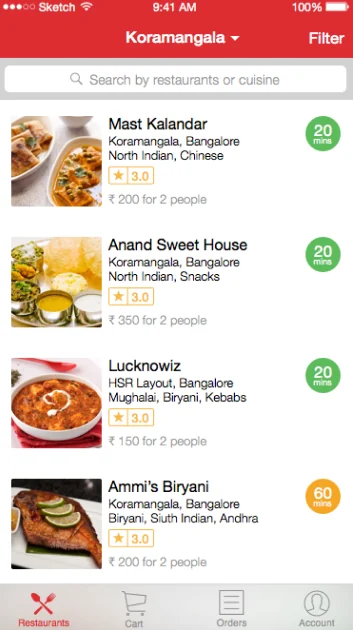 Sketch 9:41 AM 100%
Koramangala Filter
Search by restaurants or cuisine
Mast Kalandar
Koramangala, Bangalore
North Indian, Chinese
3.0
₹ 200 for 2 people
20
mins
Anand Sweet House
Koramangala, Bangalore
North Indian, Snacks
3.0
₹ 350 for 2 people
20
mins
Lucknowiz
HSR Layout, Bangalore
Mughalai, Biryani, Kebabs
3.0
₹ 150 for 2 people
20
mins
Ammi's Biryani
Koramangala, Bangalore
Biryani, Siuth Indian, Andhra
3.0
₹ 200 for 2 people
60
mins
Restaurants Cart Orders Account